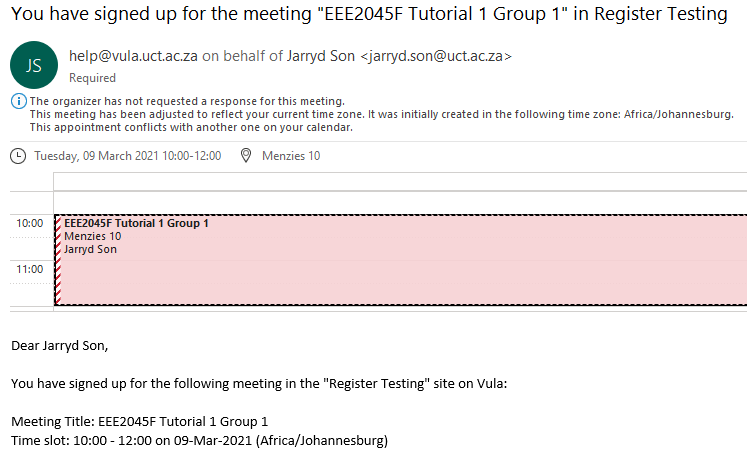 You have signed up for the meeting "EEE2045F Tutorial 1 Group 1" in Register Testing
JS
help@vula.uct.ac.za on behalf of Jarryd Son <jarryd.son@uct.ac.za>
Required
The organizer has not requested a response for this meeting.
This meeting has been adjusted to reflect your current time zone. It was initially created in the following time zone: Africa/Johannesburg.
This appointment conflicts with another one on your calendar.
Tuesday, 09 March 2021 10:00-12:00 Menzies 10
10:00 EEE2045F Tutorial 1 Group 1
Menzies 10
Jarryd Son
11:00
Dear Jarryd Son,
You have signed up for the following meeting in the "Register Testing" site on Vula:
Meeting Title: EEE2045F Tutorial 1 Group 1
Time slot: 10:00 - 12:00 on 09-Mar-2021 (Africa/Johannesburg)